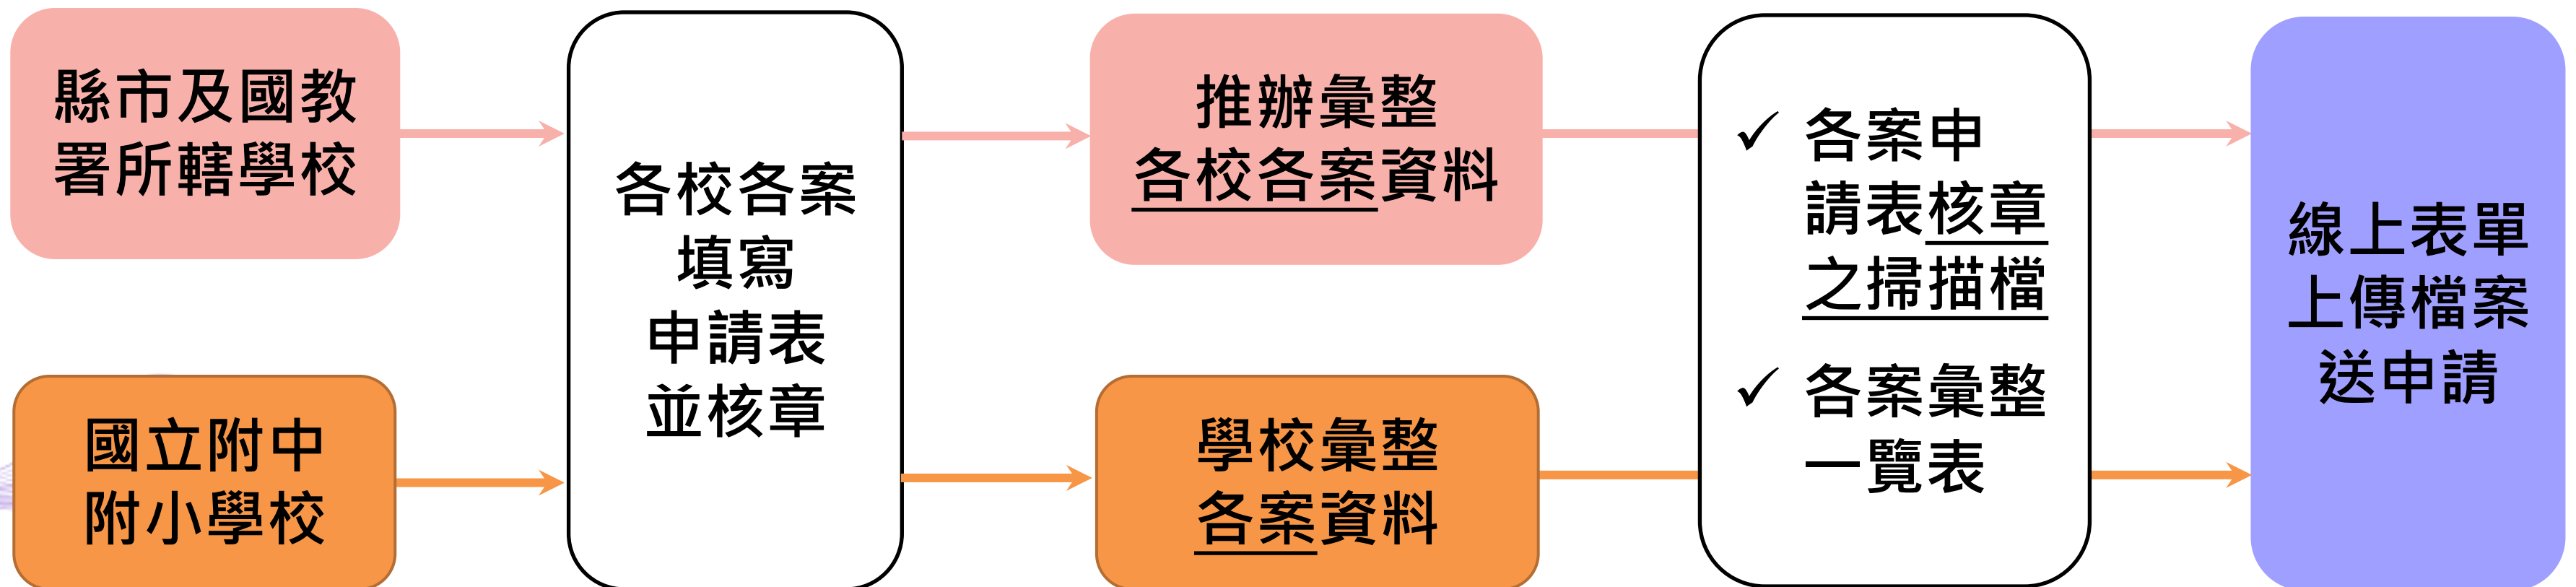 縣市及國教
署所轄學校
國立附中
附小學校
各校各案
填寫
申請表
並核章
推辦彙整
各校各案資料
學校彙整
各案資料
✓ 各案申
請表核章
之掃描檔
✓ 各案彙整
一覽表
線上表單
上傳檔案
送申請